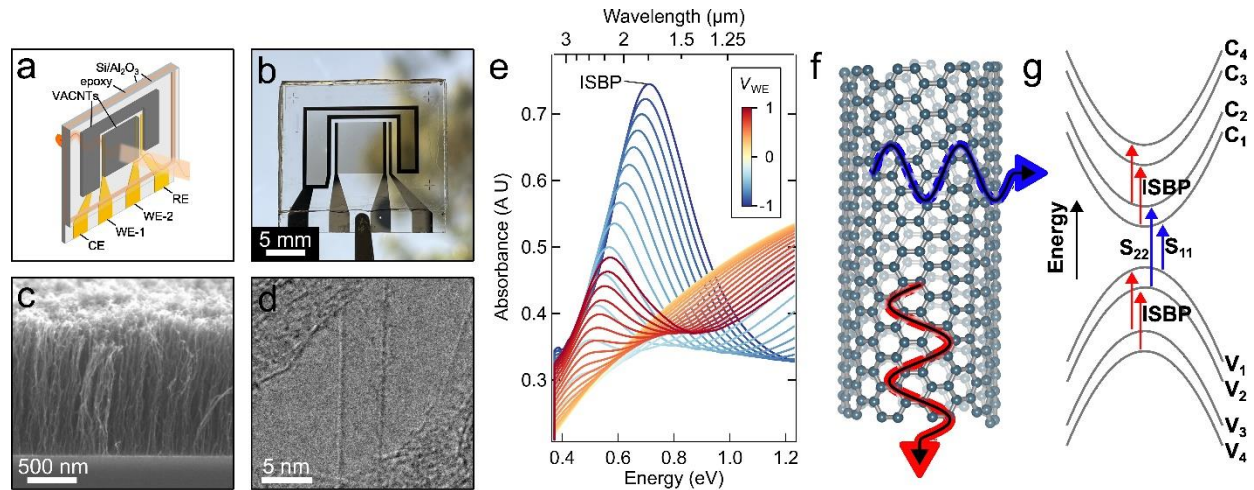 a
Si/Al₂O₃
epoxy
VACNTs
RE
WE-2
WE-1
CE
b
5 mm
c
500 nm
d
5 nm
e
Wavelength (μm)
3 2 1.5 1.25
ISBP
V_WE
1
0
-1
Absorbance (A U)
0.7
0.6
0.5
0.4
0.3
0.4 0.6 0.8 1.0 1.2
Energy (eV)
f
g
C₄
C₃
C₂
C₁
ISBP
Energy
S₂₂ S₁₁
ISBP
V₁
V₂
V₃
V₄